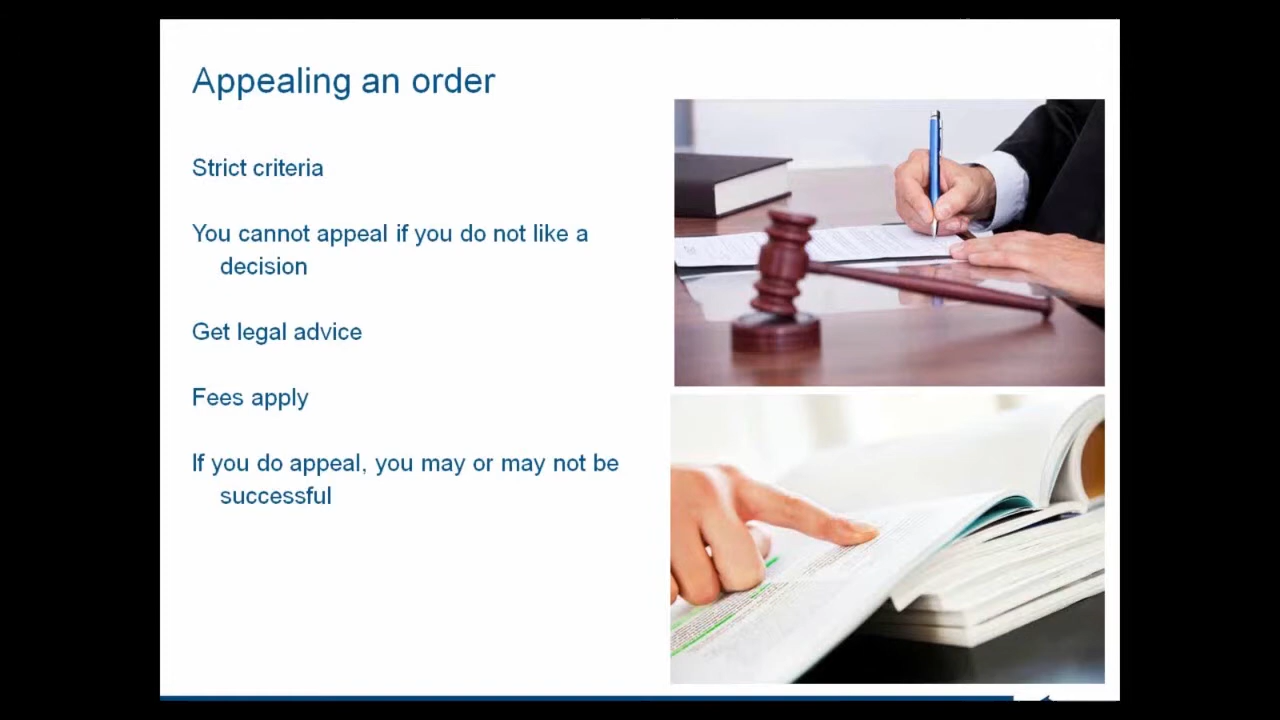 Appealing an order
Strict criteria
You cannot appeal if you do not like a
decision
Get legal advice
Fees apply
If you do appeal, you may or may not be
successful